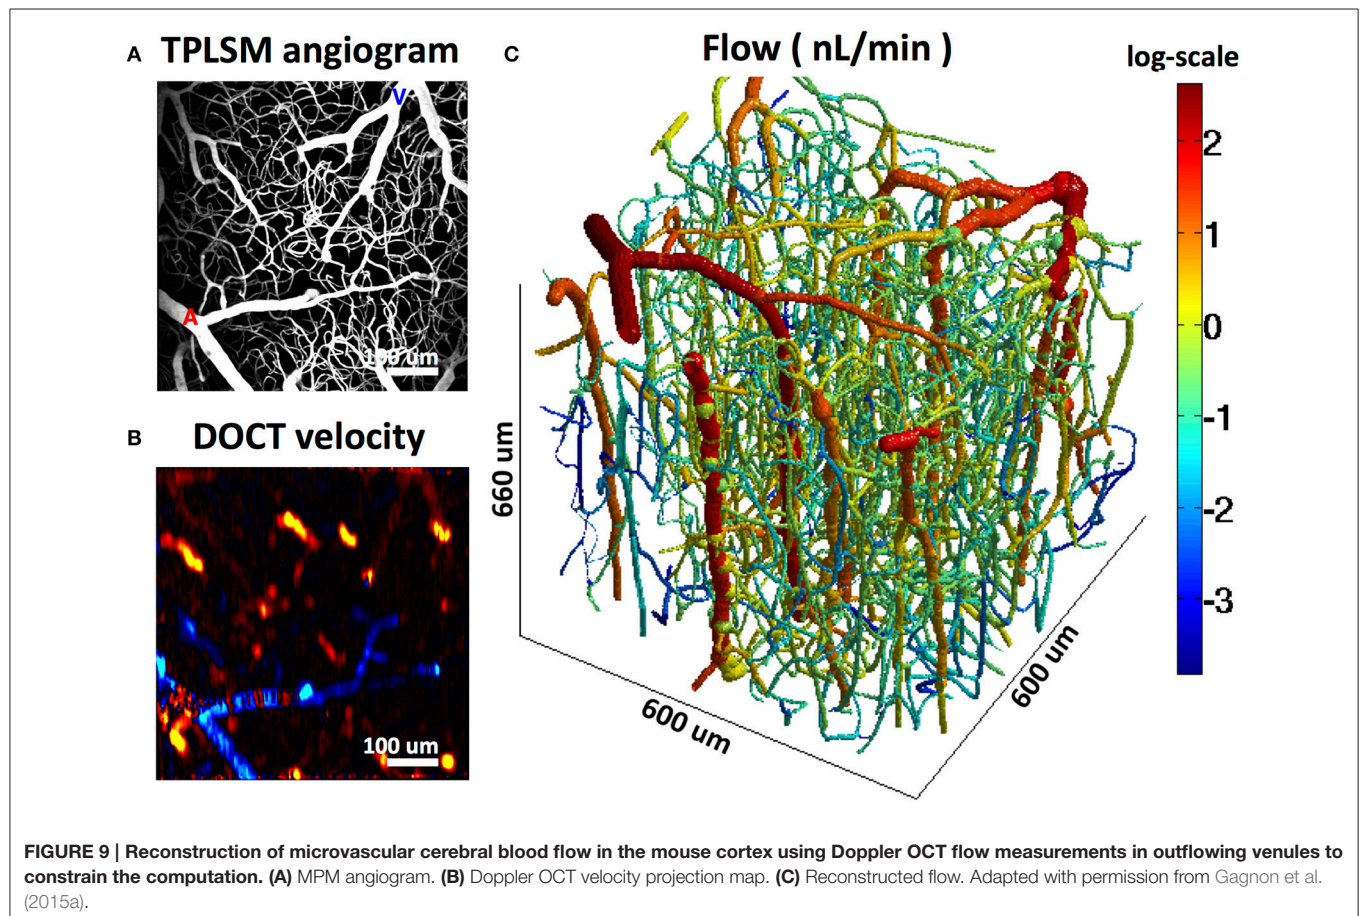 A TPLSM angiogram
V
A
100 um
B DOCT velocity
100 um
C Flow ( nL/min )
log-scale
2
1
0
-1
-2
-3
660 um
600 um
600 um
FIGURE 9 | Reconstruction of microvascular cerebral blood flow in the mouse cortex using Doppler OCT flow measurements in outflowing venules to
constrain the computation. (A) MPM angiogram. (B) Doppler OCT velocity projection map. (C) Reconstructed flow. Adapted with permission from Gagnon et al.
(2015a).